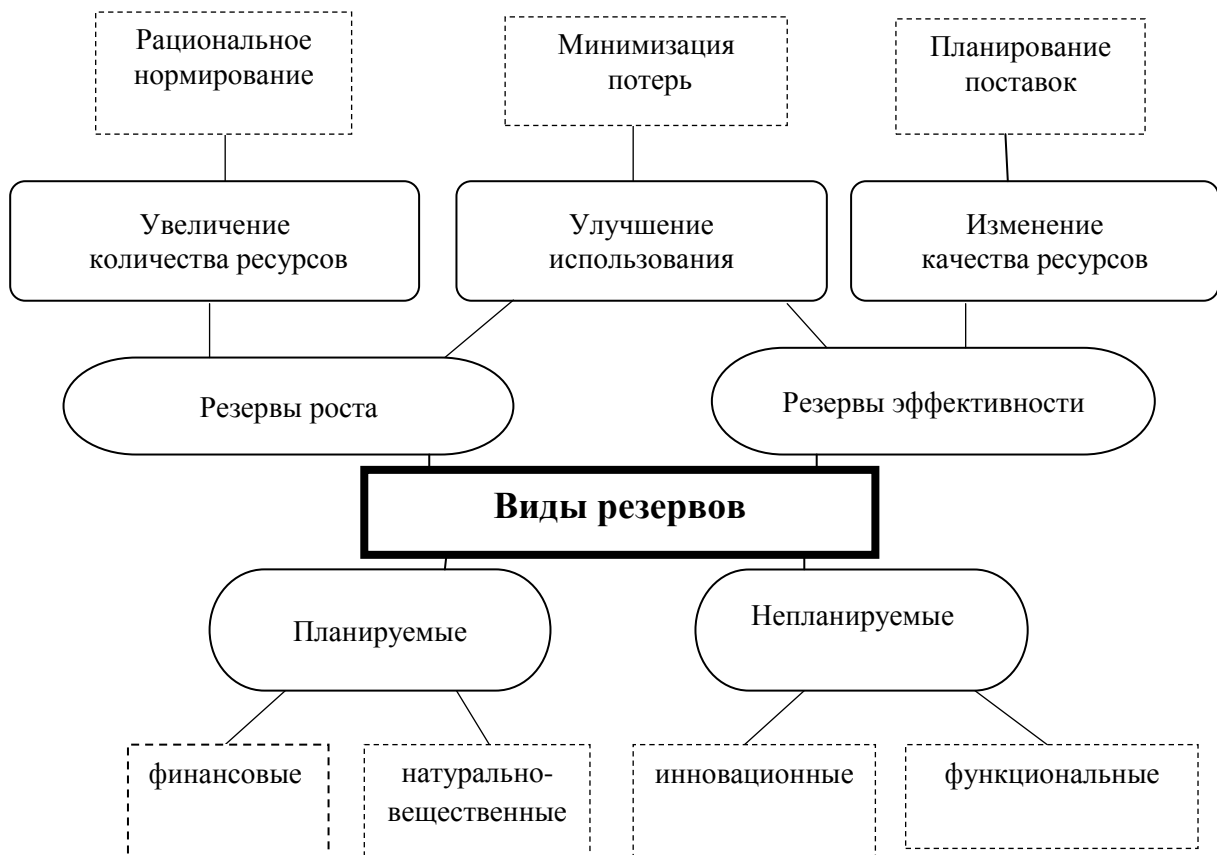 Рациональное
нормирование
Минимизация
потерь
Планирование
поставок
Увеличение
количества ресурсов
Улучшение
использования
Изменение
качества ресурсов
Резервы роста
Резервы эффективности
Виды резервов
Планируемые
Непланируемые
финансовые
натурально-
вещественные
инновационные
функциональные